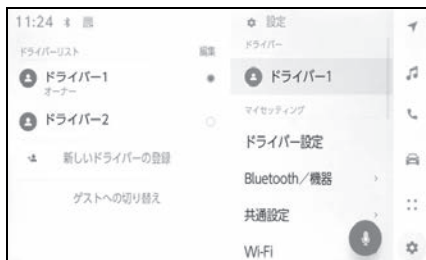 11:24
ドライバーリスト
編集
ドライバー1
オーナー
ドライバー2
新しいドライバーの登録
ゲストへの切り替え
設定
ドライバー
ドライバー1
マイセッティング
ドライバー設定
Bluetooth／機器
共通設定
Wi-Fi